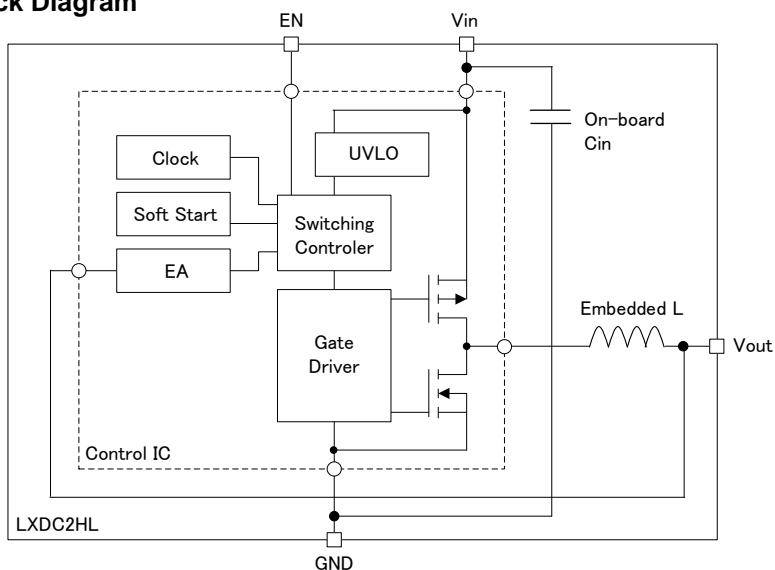 ck Diagram
EN
Vin
On-board
Cin
UVLO
Clock
Soft Start
Switching
Controler
EA
Embedded L
Gate
Driver
Vout
Control IC
LXDC2HL
GND